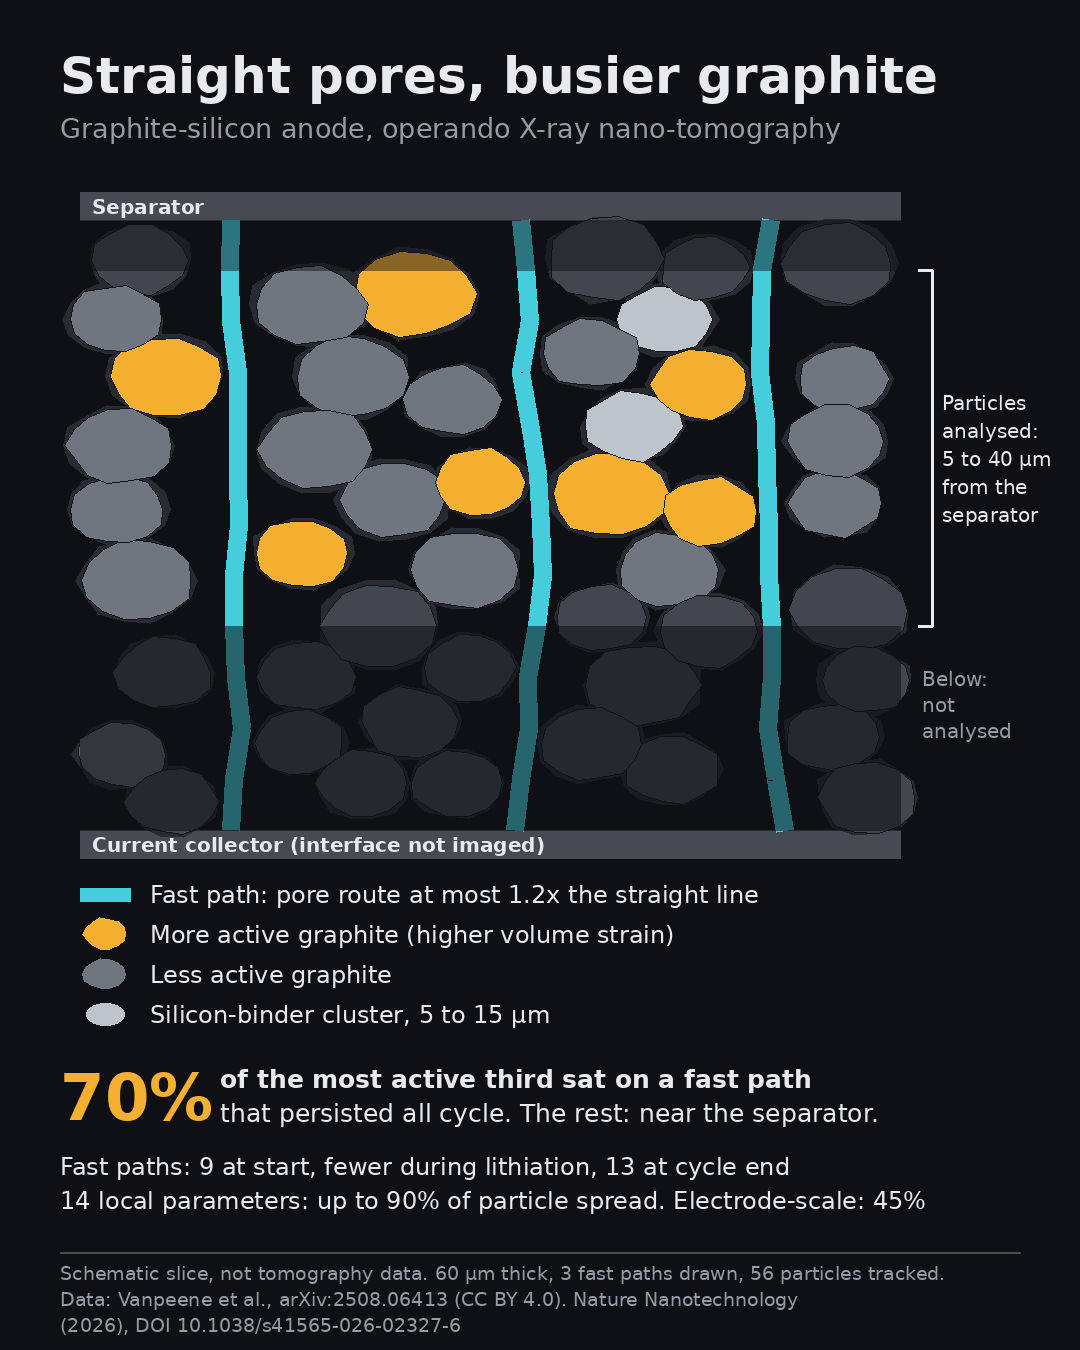 Straight pores, busier graphite
Graphite-silicon anode, operando X-ray nano-tomography
Separator
Particles
analysed:
5 to 40 µm
from the
separator
Below:
not
analysed
Current collector (interface not imaged)
Fast path: pore route at most 1.2x the straight line
More active graphite (higher volume strain)
Less active graphite
Silicon-binder cluster, 5 to 15 µm
70% of the most active third sat on a fast path
that persisted all cycle. The rest: near the separator.
Fast paths: 9 at start, fewer during lithiation, 13 at cycle end
14 local parameters: up to 90% of particle spread. Electrode-scale: 45%
Schematic slice, not tomography data. 60 µm thick, 3 fast paths drawn, 56 particles tracked.
Data: Vanpeene et al., arXiv:2508.06413 (CC BY 4.0). Nature Nanotechnology
(2026), DOI 10.1038/s41565-026-02327-6